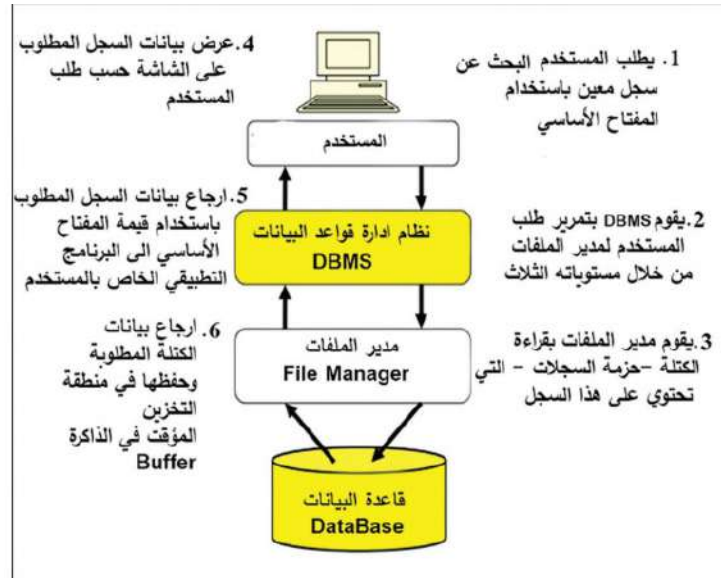 1. يطلب المستخدم البحث عن
سجل معين باستخدام
المفتاح الأساسي
4. عرض بيانات السجل المطلوب
على الشاشة حسب طلب
المستخدم
المستخدم
2. يقوم DBMS بتمرير طلب
المستخدم لمدير الملفات
من خلال مستوياته الثلاث
نظام ادارة قواعد البيانات
DBMS
5. ارجاع بيانات السجل المطلوب
باستخدام قيمة المفتاح
الأساسي الى البرنامج
التطبيقي الخاص بالمستخدم
3. يقوم مدير الملفات بقراءة
الكتلة –حزمة السجلات – التي
تحتوي على هذا السجل
مدير الملفات
File Manager
6. ارجاع بيانات
الكتلة المطلوبة
وحفظها في منطقة
التخزين
المؤقت في الذاكرة
Buffer
قاعدة البيانات
DataBase